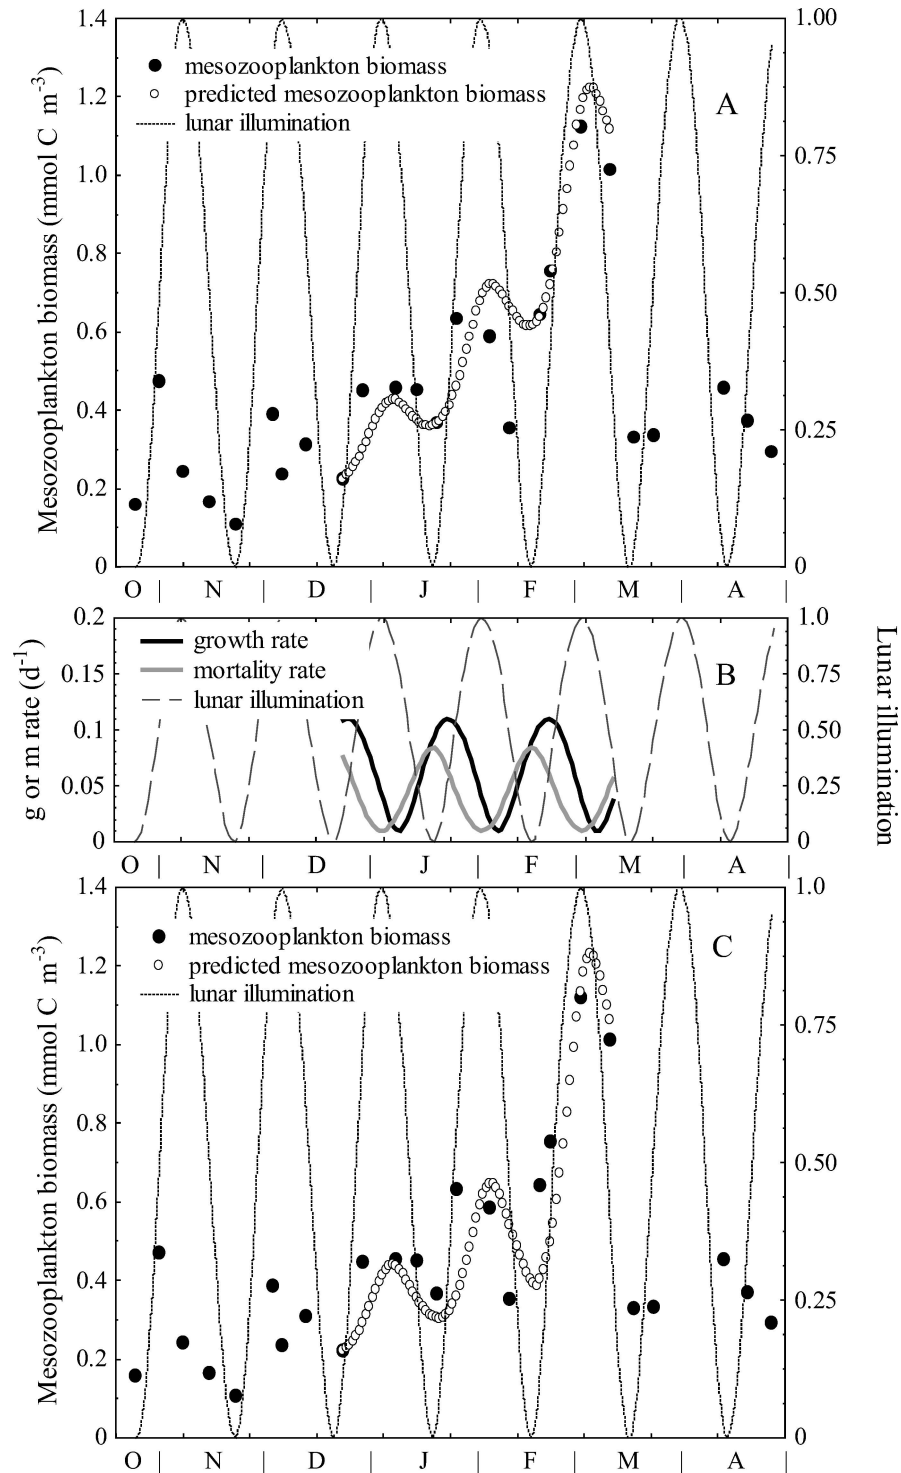 1.4
1.00
mesozooplankton biomass
predicted mesozooplankton biomass
lunar illumination
A
1.2
1.0
0.8
0.6
0.4
0.2
0
0.75
0.50
0.25
0
Mesozooplankton biomass (mmol C m-3)
O | N | D | J | F | M | A |
0.2
1.0
growth rate
mortality rate
lunar illumination
B
0.15
0.1
0.05
0
0.75
0.50
0.25
0
g or m rate (d-1)
Lunar illumination
O | N | D | J | F | M | A |
1.4
1.0
mesozooplankton biomass
predicted mesozooplankton biomass
lunar illumination
C
1.2
1.0
0.8
0.6
0.4
0.2
0
0.75
0.50
0.25
0
Mesozooplankton biomass (mmol C m-3)
O | N | D | J | F | M | A |